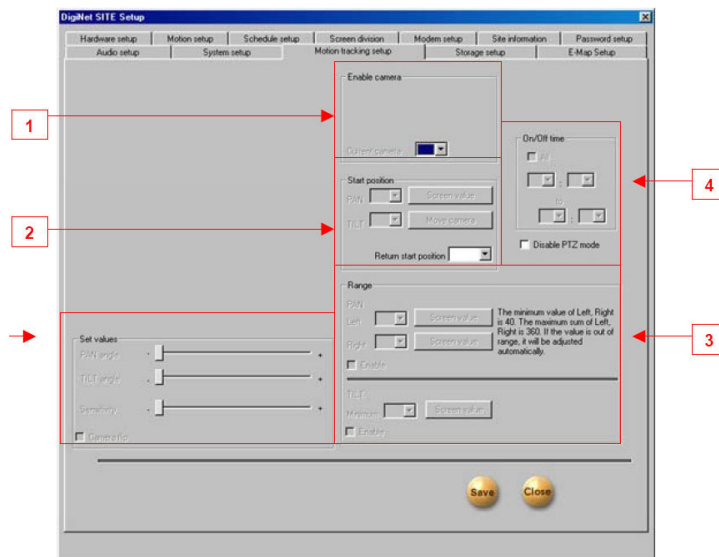 DigiNet SITE Setup
Hardware setup Motion setup Schedule setup Screen division Modem setup Site information Password setup
Audio setup System setup Motion tracking setup Storage setup E-Map Setup
Enable camera
1
Current camera
On/Off time
All
:
to
:
4
Start position
PAN Screen value
TILT Move camera
2
Return start position
Disable PTZ mode
Range
PAN
Left Screen value
Right Screen value
The minimum value of Left, Right
is 40. The maximum sum of Left,
Right is 360. If the value is out of
range, it will be adjusted
automatically.
3
Enable
Set values
PAN angle - +
TILT angle - +
Sensitivity - +
TILT
Minimum Screen value
Enable
Save Close